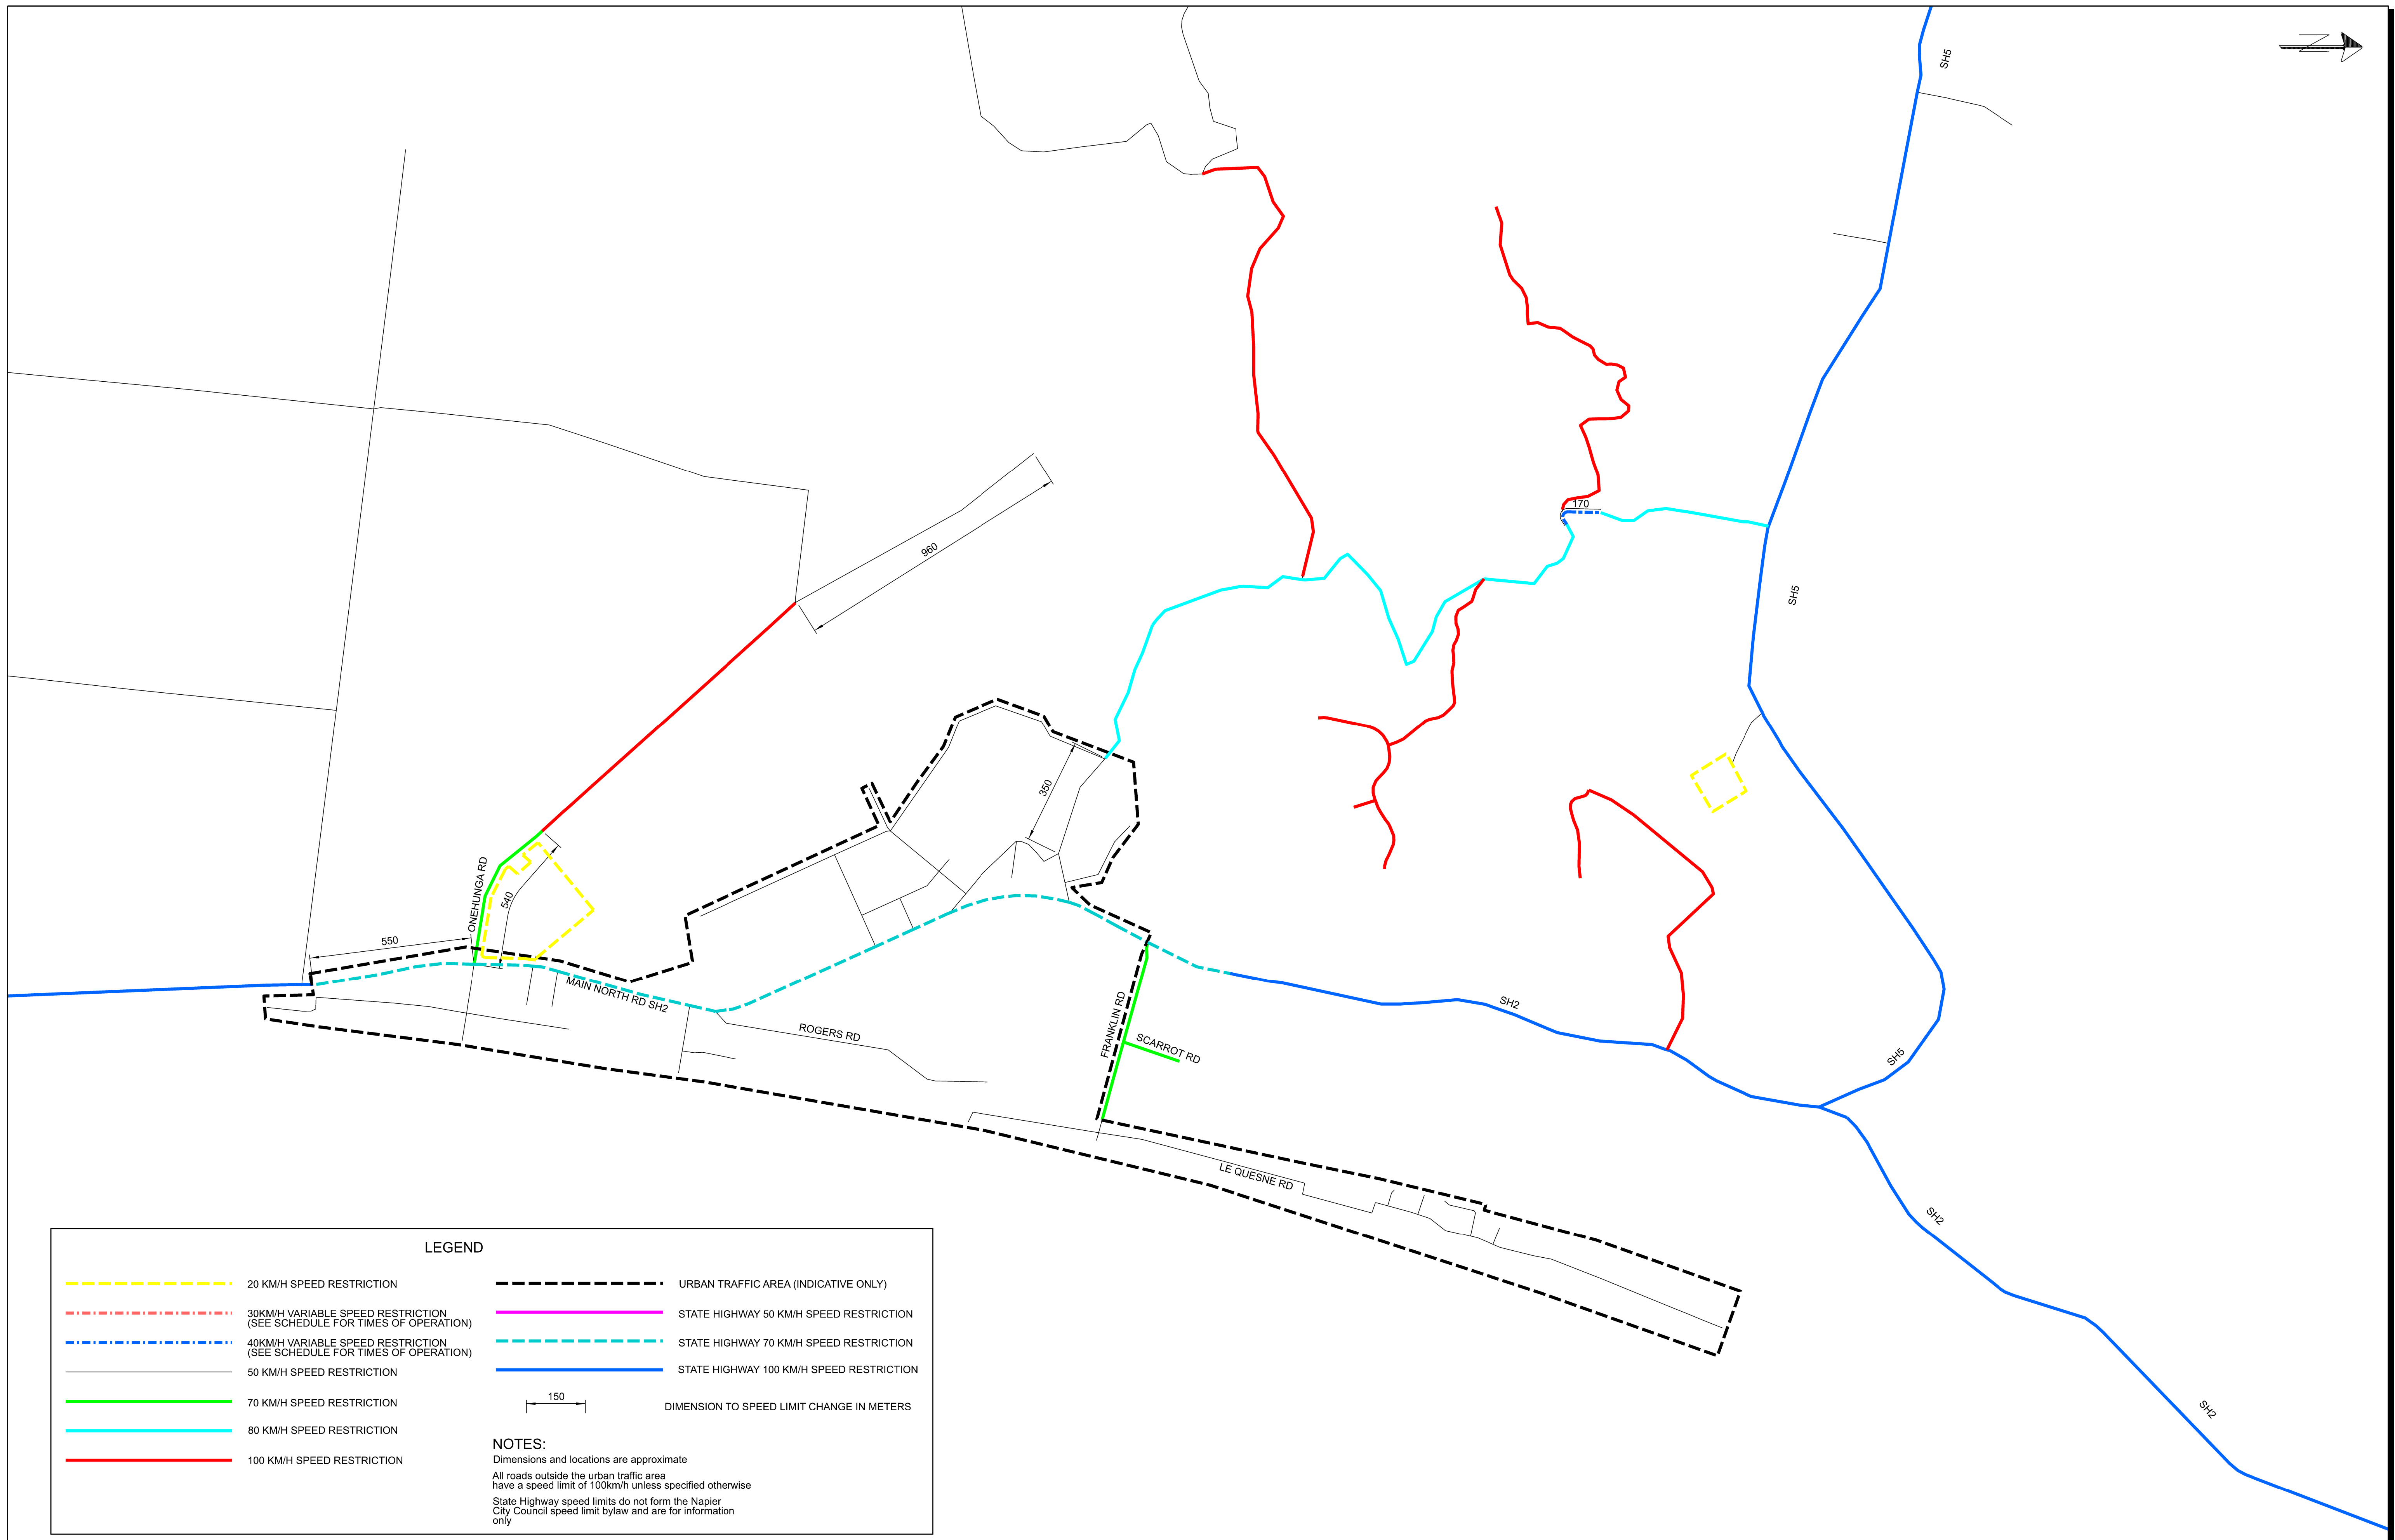 SH5
170
960
SH5
350
ONEHUNGA RD
540
550
MAIN NORTH RD SH2
ROGERS RD
FRANKLIN RD
SCARROT RD
SH2
SH5
LE QUESNE RD
SH2
SH2
LEGEND
20 KM/H SPEED RESTRICTION
30KM/H VARIABLE SPEED RESTRICTION
(SEE SCHEDULE FOR TIMES OF OPERATION)
40KM/H VARIABLE SPEED RESTRICTION
(SEE SCHEDULE FOR TIMES OF OPERATION)
50 KM/H SPEED RESTRICTION
70 KM/H SPEED RESTRICTION
80 KM/H SPEED RESTRICTION
100 KM/H SPEED RESTRICTION
URBAN TRAFFIC AREA (INDICATIVE ONLY)
STATE HIGHWAY 50 KM/H SPEED RESTRICTION
STATE HIGHWAY 70 KM/H SPEED RESTRICTION
STATE HIGHWAY 100 KM/H SPEED RESTRICTION
150
DIMENSION TO SPEED LIMIT CHANGE IN METERS
NOTES:
Dimensions and locations are approximate
All roads outside the urban traffic area
have a speed limit of 100km/h unless specified otherwise
State Highway speed limits do not form the Napier
City Council speed limit bylaw and are for information
only